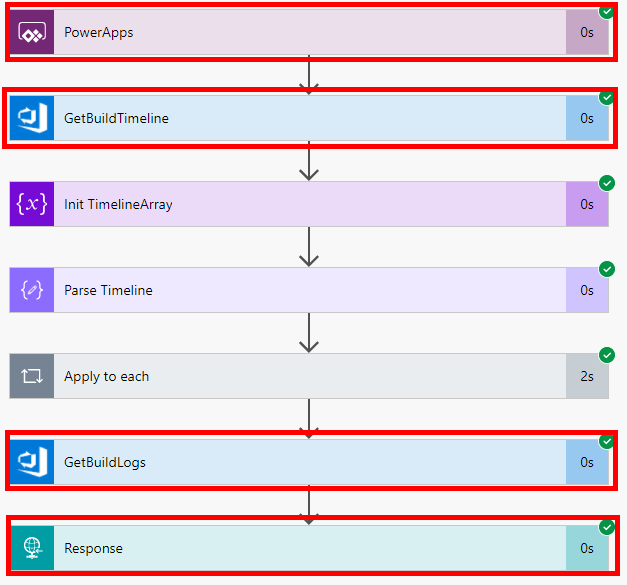 PowerApps 0s
GetBuildTimeline 0s
{x} Init TimelineArray 0s
Parse Timeline 0s
Apply to each 2s
GetBuildLogs 0s
Response 0s